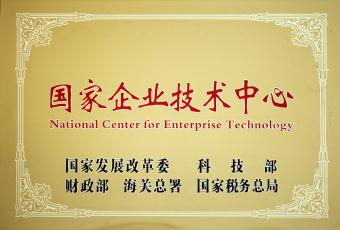 国家企业技术中心
National Center for Enterprise Technology
国家发展改革委 科技部
财政部 海关总署 国家税务总局